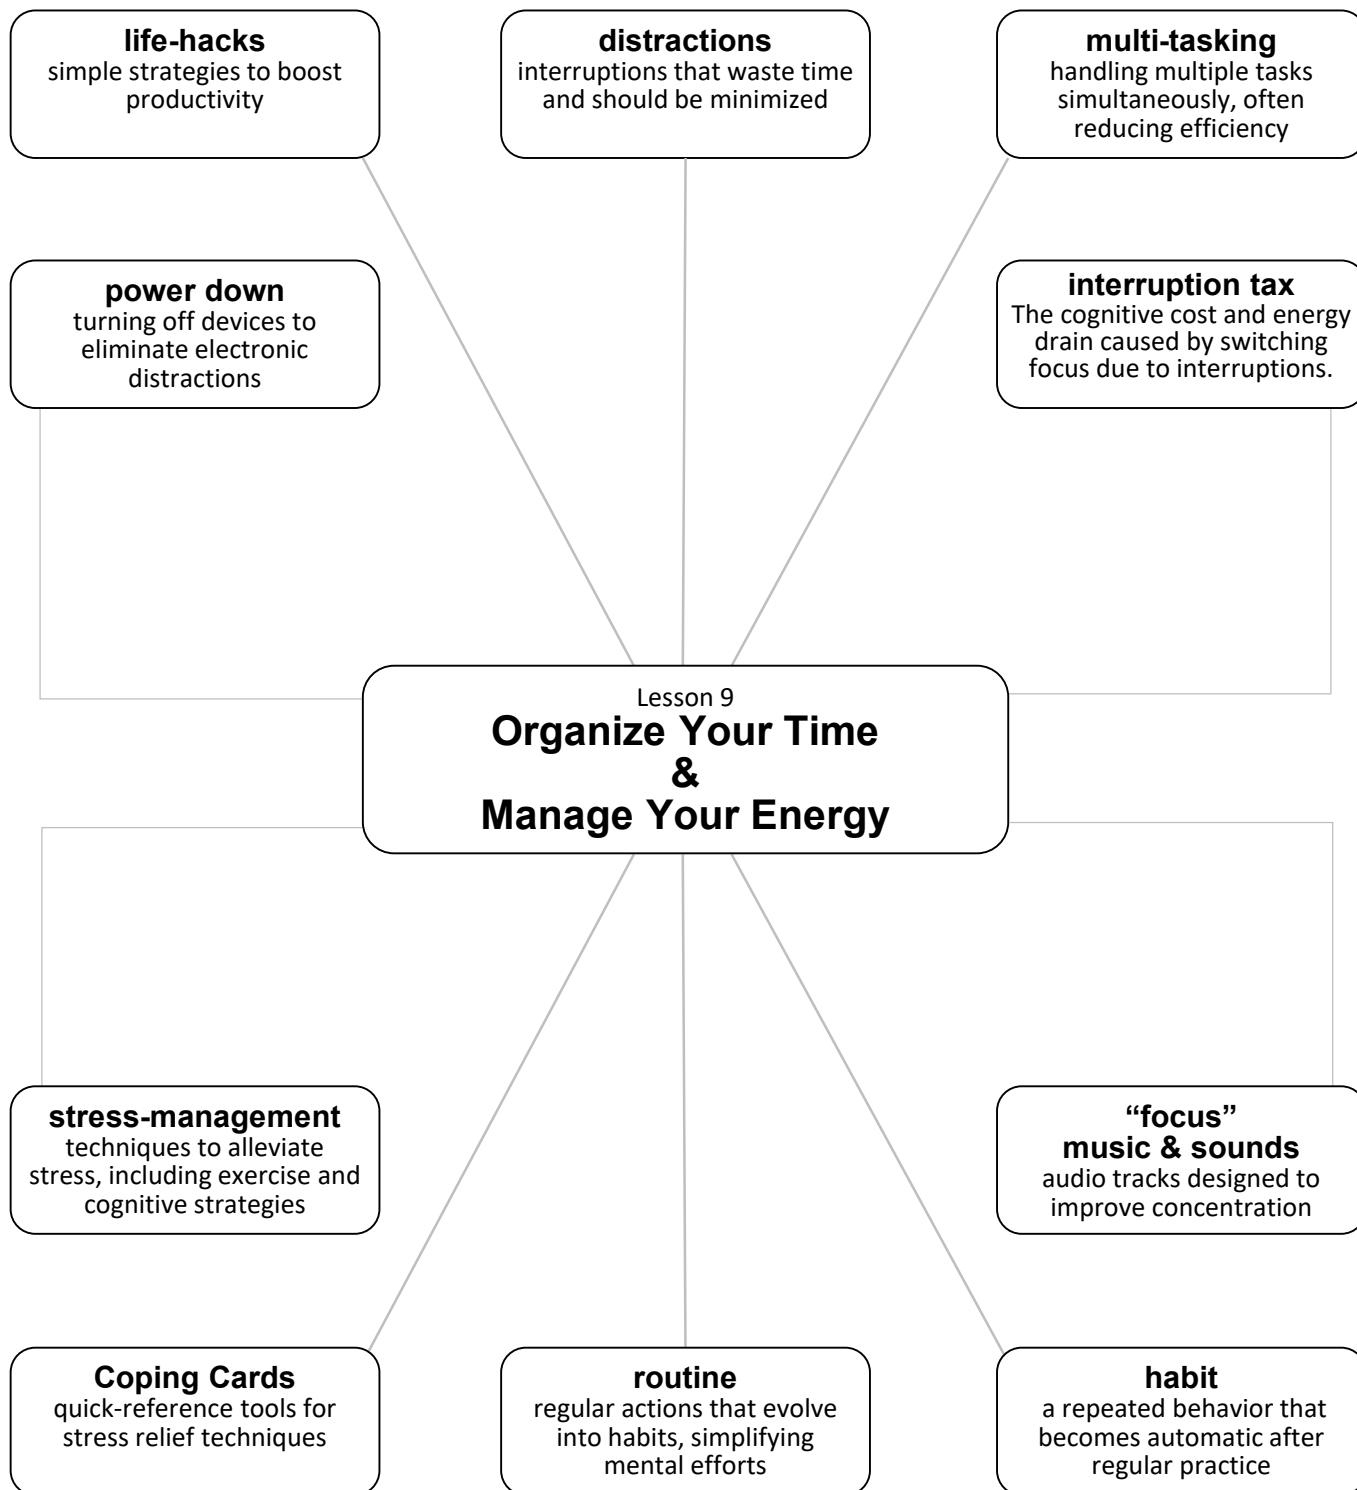 life-hacks
simple strategies to boost
productivity
distractions
interruptions that waste time
and should be minimized
multi-tasking
handling multiple tasks
simultaneously, often
reducing efficiency
power down
turning off devices to
eliminate electronic
distractions
interruption tax
The cognitive cost and energy
drain caused by switching
focus due to interruptions.
Lesson 9
Organize Your Time
&
Manage Your Energy
stress-management
techniques to alleviate
stress, including exercise and
cognitive strategies
“focus”
music & sounds
audio tracks designed to
improve concentration
Coping Cards
quick-reference tools for
stress relief techniques
routine
regular actions that evolve
into habits, simplifying
mental efforts
habit
a repeated behavior that
becomes automatic after
regular practice